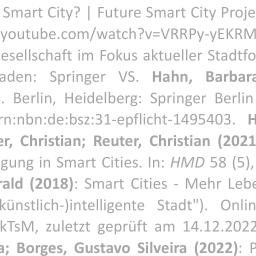 Smart City? | Future Smart City Proje
youtube.com/watch?v=VRRPy-yEKRM
esellschaft im Fokus aktueller Stadtfo
aden: Springer VS. Hahn, Barbara
. Berlin, Heidelberg: Springer Berlin
rn:nbn:de:bsz:31-epflicht-1495403. H
er, Christian; Reuter, Christian (2021
gung in Smart Cities. In: HMD 58 (5),
rald (2018): Smart Cities - Mehr Lebe
künstlich-)intelligente Stadt"). Onlin
kTsM, zuletzt geprüft am 14.12.2022
a; Borges, Gustavo Silveira (2022): P